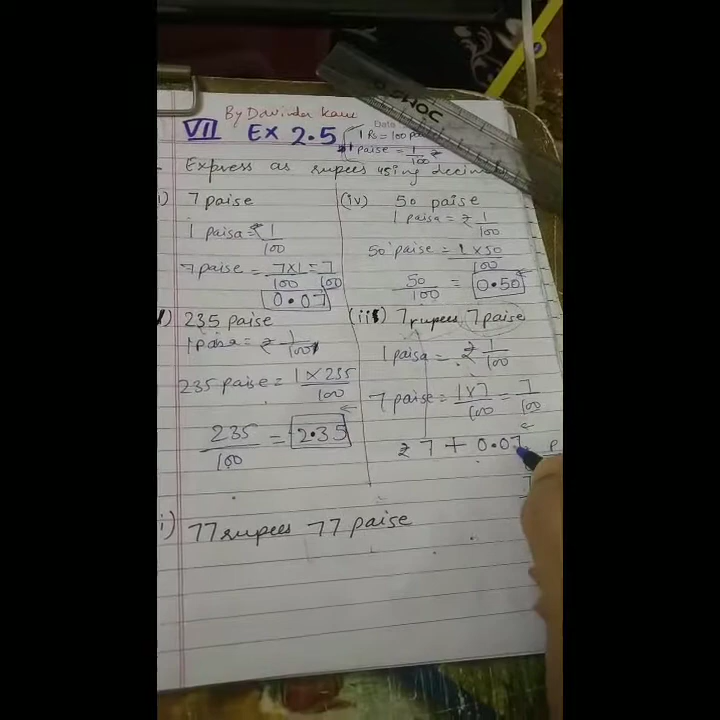 By Davinder kaur
VII EX 2.5
1 Rs = 100 pa
1 paise = 1/100 ₹
Express as rupees using decim
i) 7 paise
1 paisa = ₹ 1/100
7 paise = 7×1/100 = 7/100
0.07
(iv) 50 paise
1 paisa = ₹ 1/100
50 paise = 1 × 50/100
50/100 = 0.50
235 paise
1 paisa = ₹ 1/100
235 paise = 1 × 235/100
235/100 = 2.35
(iii) 7 rupees 7 paise
1 paisa = ₹ 1/100
7 paise = 1×7/100 = 7/100
₹ 7 + 0.07
P
7
i) 77 rupees 77 paise